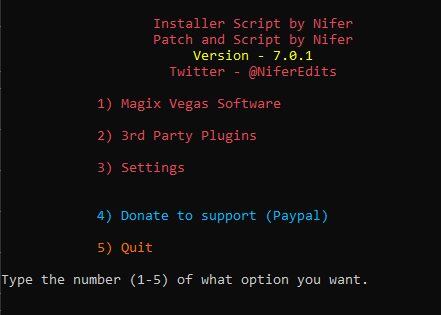 Installer Script by Nifer
Patch and Script by Nifer
Version - 7.0.1
Twitter - @NiferEdits
1) Magix Vegas Software
2) 3rd Party Plugins
3) Settings
4) Donate to support (Paypal)
5) Quit
Type the number (1-5) of what option you want.